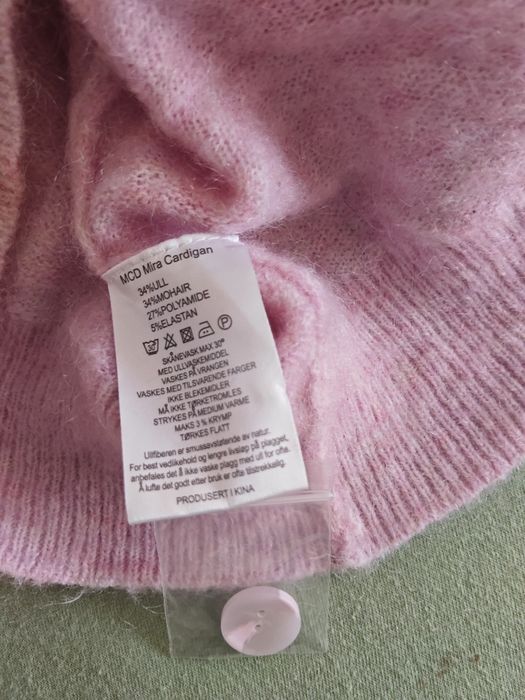 MCD Mira Cardigan
34%ULL
34%MOHAIR
27%POLYAMIDE
5%ELASTAN
30 P
SKÅNEVASK MAX 30°
MED ULLVASKEMIDDEL
VASKES PÅ VRANGEN
VASKES MED TILSVARENDE FARGER
IKKE BLEKEMIDLER
MÅ IKKE TØRKETROMLES
STRYKES PÅ MEDIUM VARME
MAKS 3 % KRYMP
TØRKES FLATT
Ullfiberen er smussavstøtende av natur.
For best vedlikehold og lengre livsløp på plagget,
anbefales det å ikke vaske plagg med ull for ofte.
Å lufte det godt etter bruk er ofte tilstrekkelig.
PRODUSERT I KINA